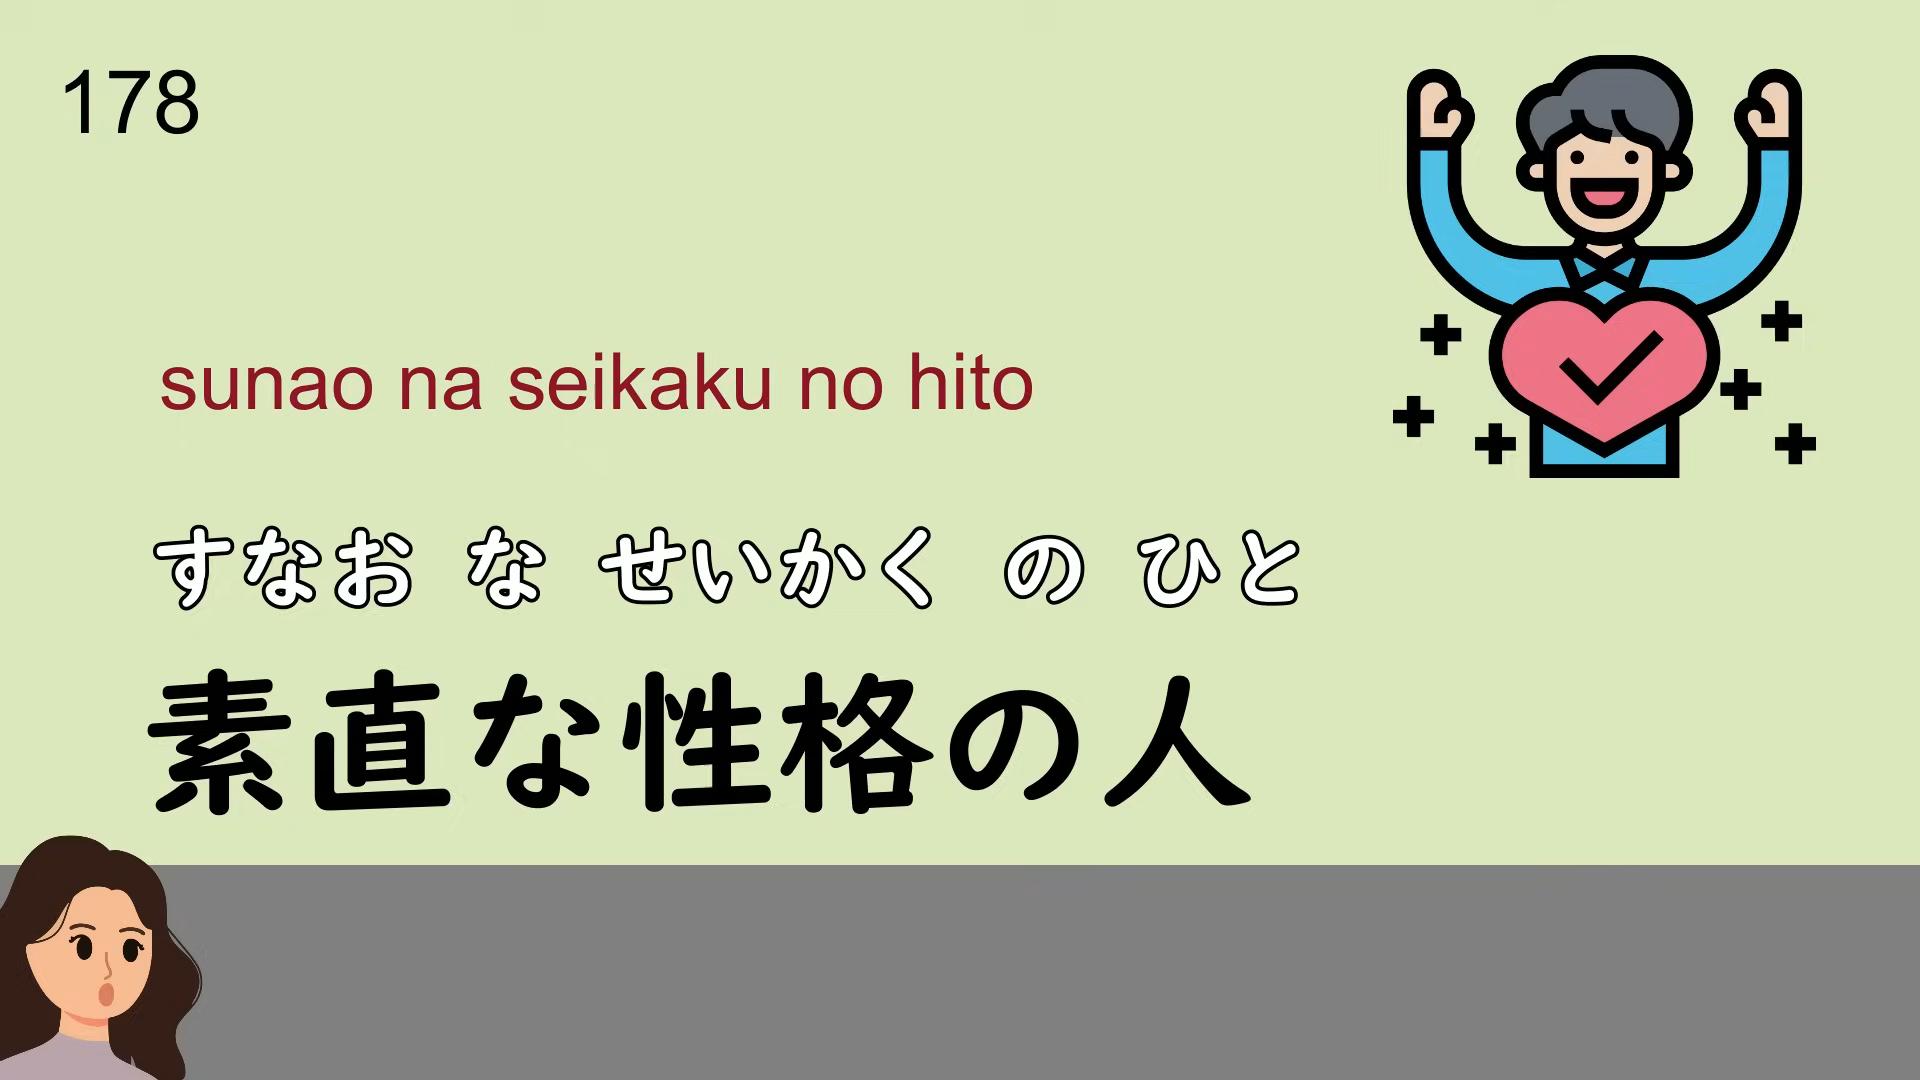 178
sunao na seikaku no hito
すなお な せいかく の ひと
素直な性格の人